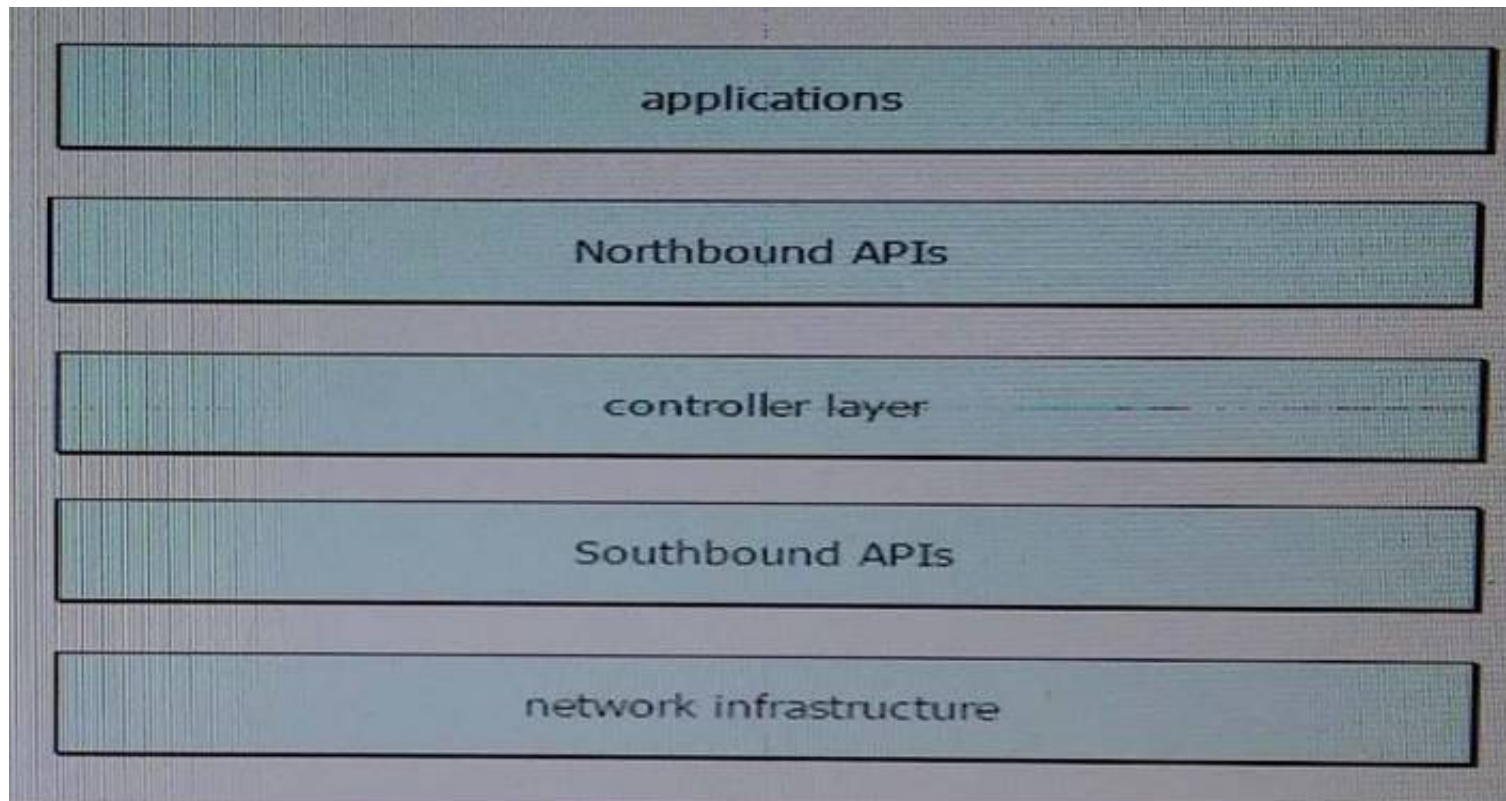 applications
Northbound APIs
controller layer
Southbound APIs
network infrastructure